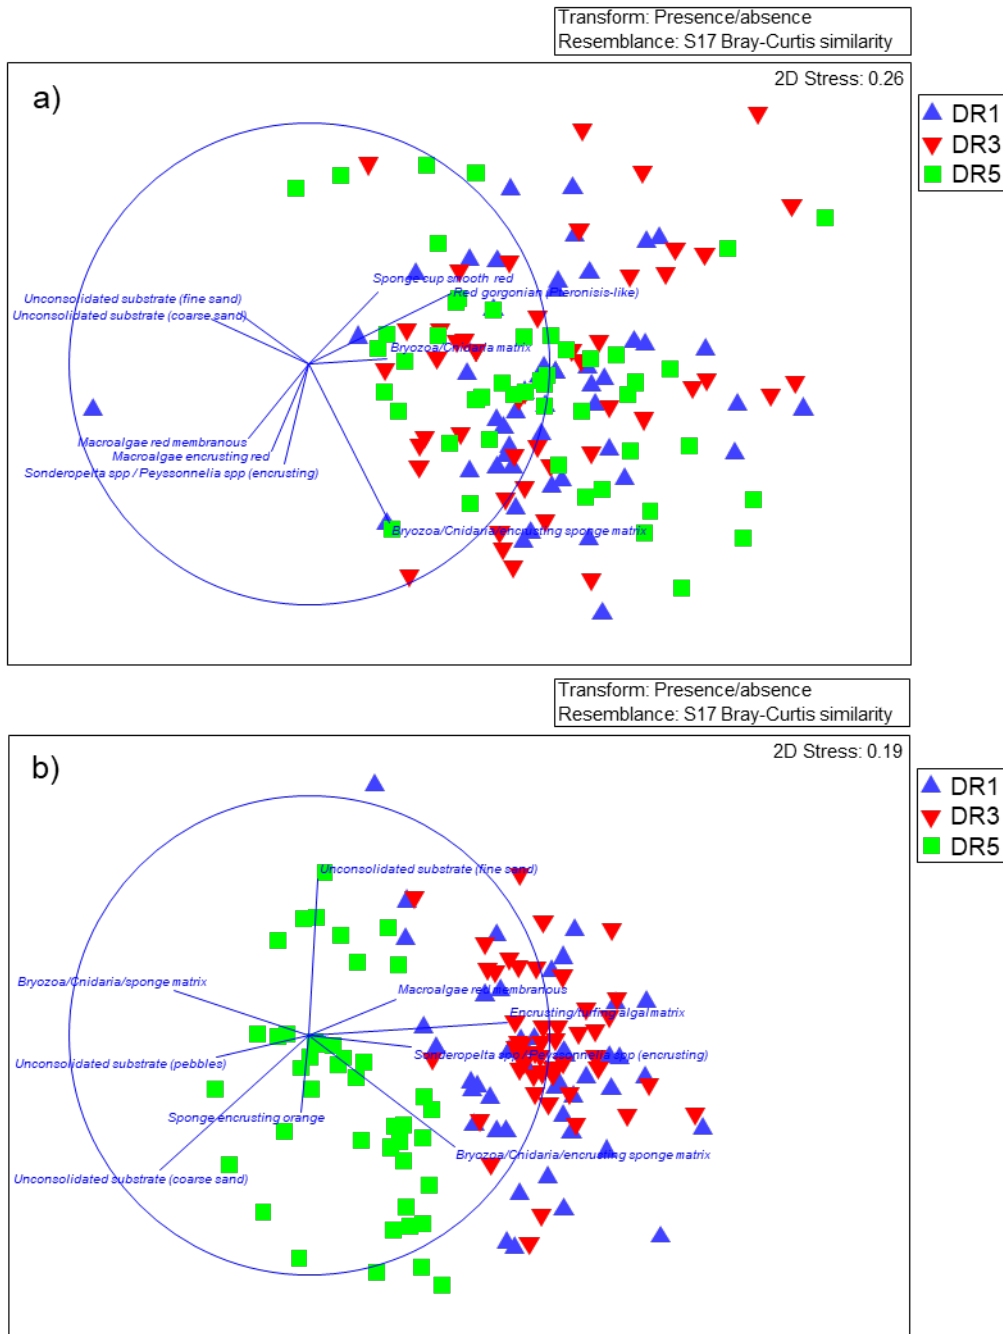 Transform: Presence/absence
Resemblance: S17 Bray-Curtis similarity
a)
2D Stress: 0.26
DR1
DR3
DR5
Sponge cup smooth red
Unconsolidated substrate (fine sand)
Red gorgonian (Pteronisis-like)
Unconsolidated substrate (coarse sand)
Bryozoa/Cnidaria matrix
Macroalgae red membranous
Macroalgae encrusting red
Sonderopelta spp / Peyssonnelia spp (encrusting)
Bryozoa/Cnidaria/encrusting sponge matrix
Transform: Presence/absence
Resemblance: S17 Bray-Curtis similarity
b)
2D Stress: 0.19
DR1
DR3
DR5
Unconsolidated substrate (fine sand)
Bryozoa/Cnidaria/sponge matrix
Macroalgae red membranous
Encrusting/turfing algal matrix
Unconsolidated substrate (pebbles)
Sonderopelta spp / Peyssonnelia spp (encrusting)
Sponge encrusting orange
Bryozoa/Cnidaria/encrusting sponge matrix
Unconsolidated substrate (coarse sand)